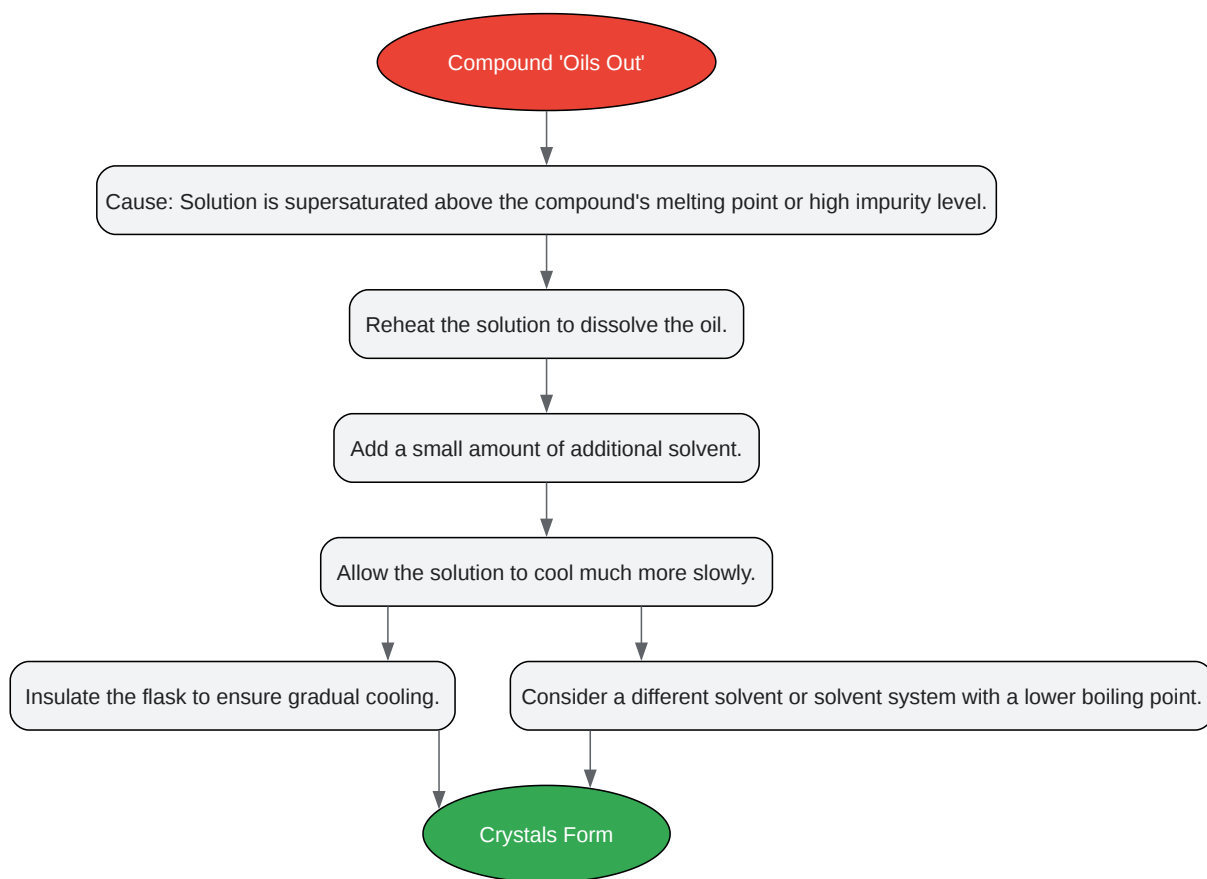 Compound 'Oils Out'
Cause: Solution is supersaturated above the compound's melting point or high impurity level.
Reheat the solution to dissolve the oil.
Add a small amount of additional solvent.
Allow the solution to cool much more slowly.
Insulate the flask to ensure gradual cooling.
Consider a different solvent or solvent system with a lower boiling point.
Crystals Form